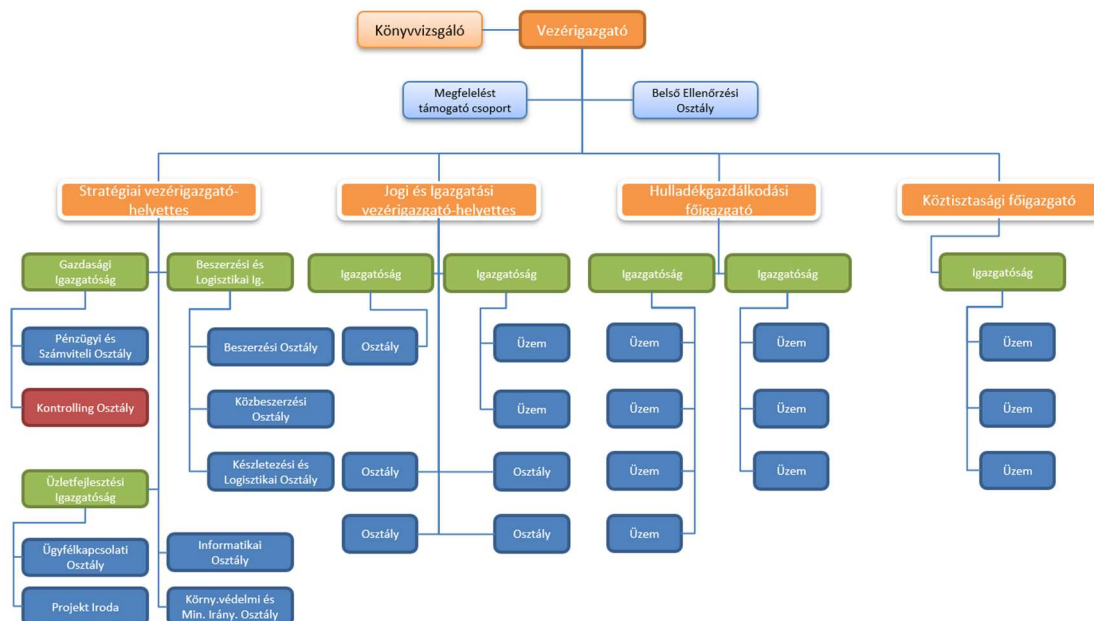 Könyvvizsgáló
Vezérigazgató
Megfelelést
támogató csoport
Belső Ellenőrzési
Osztály
Stratégiai vezérigazgató-
helyettes
Jogi és Igazgatási
vezérigazgató-helyettes
Hulladékgazdálkodási
főigazgató
Köztisztasági főigazgató
Gazdasági
Igazgatóság
Beszerzési és
Logisztikai Ig.
Igazgatóság
Igazgatóság
Igazgatóság
Igazgatóság
Igazgatóság
Pénzügyi és
Számviteli Osztály
Beszerzési Osztály
Osztály
Üzem
Üzem
Üzem
Üzem
Kontrolling Osztály
Közbeszerzési
Osztály
Üzem
Üzem
Üzem
Üzem
Üzletfejlesztési
Igazgatóság
Készletezési és
Logisztikai Osztály
Osztály
Osztály
Üzem
Üzem
Üzem
Ügyfélkapcsolati
Osztály
Informatikai
Osztály
Osztály
Osztály
Üzem
Projekt Iroda
Körny.védelmi és
Min. Irány. Osztály